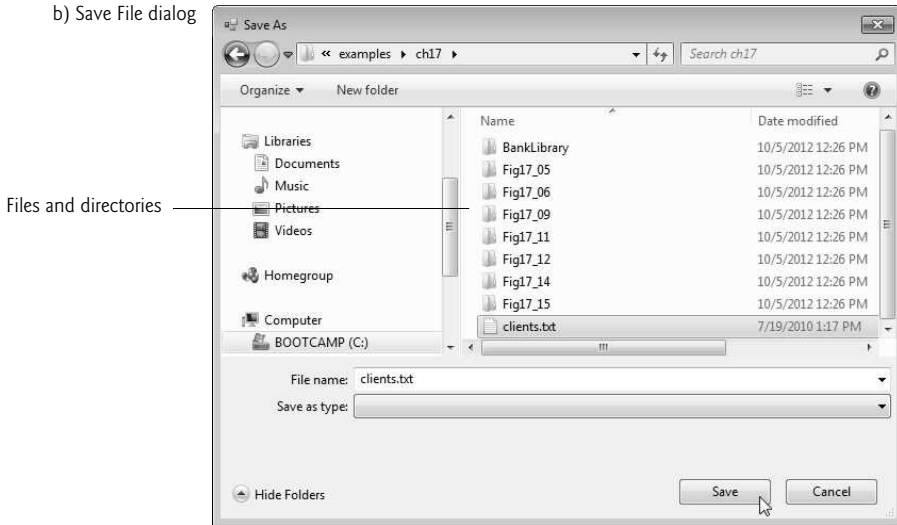 b) Save File dialog
Save As
« examples ▸ ch17 ▸
Search ch17
Organize ▼ New folder
Name Date modified
Libraries
Documents
Music
Pictures
Videos
Homegroup
Computer
BOOTCAMP (C:)
Files and directories
BankLibrary 10/5/2012 12:26 PM
Fig17_05 10/5/2012 12:26 PM
Fig17_06 10/5/2012 12:26 PM
Fig17_09 10/5/2012 12:26 PM
Fig17_11 10/5/2012 12:26 PM
Fig17_12 10/5/2012 12:26 PM
Fig17_14 10/5/2012 12:26 PM
Fig17_15 10/5/2012 12:26 PM
clients.txt 7/19/2010 1:17 PM
File name: clients.txt
Save as type:
Hide Folders
Save Cancel